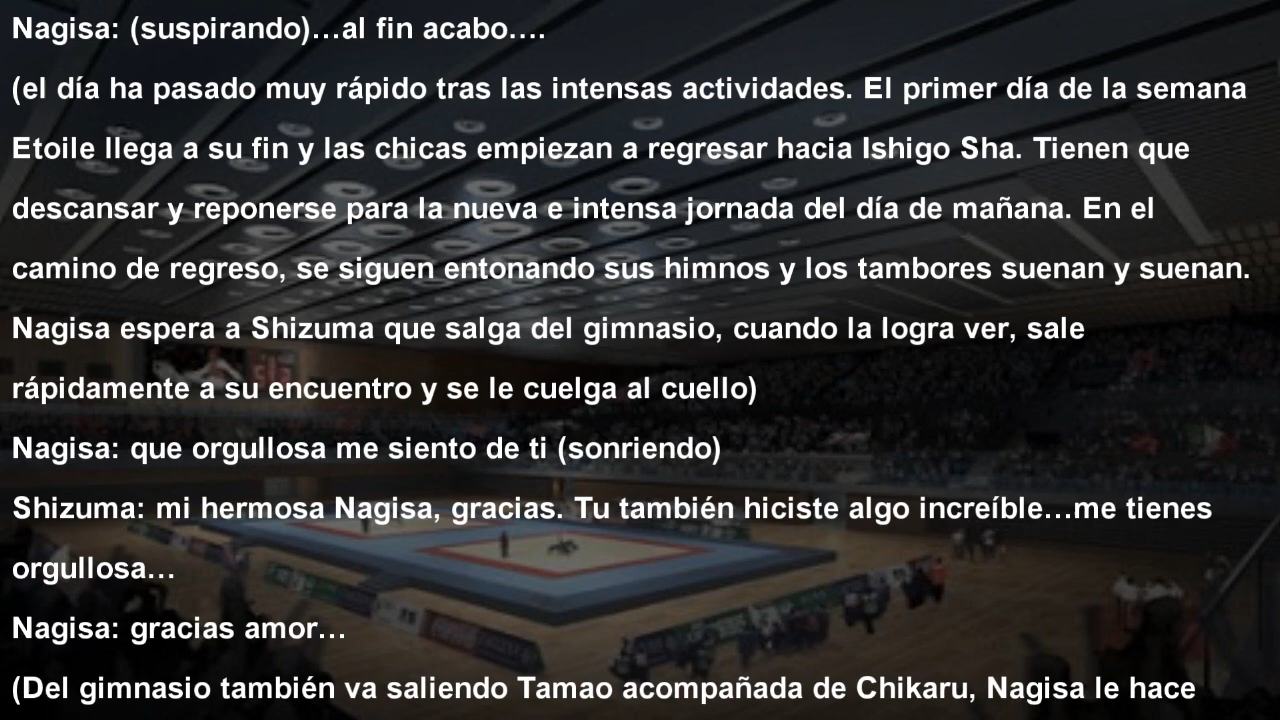 Nagisa: (suspirando)…al fin acabo….
(el día ha pasado muy rápido tras las intensas actividades. El primer día de la semana
Etoile llega a su fin y las chicas empiezan a regresar hacia Ishigo Sha. Tienen que
descansar y reponerse para la nueva e intensa jornada del día de mañana. En el
camino de regreso, se siguen entonando sus himnos y los tambores suenan y suenan.
Nagisa espera a Shizuma que salga del gimnasio, cuando la logra ver, sale
rápidamente a su encuentro y se le cuelga al cuello)
Nagisa: que orgullosa me siento de ti (sonriendo)
Shizuma: mi hermosa Nagisa, gracias. Tu también hiciste algo increíble…me tienes
orgullosa…
Nagisa: gracias amor…
(Del gimnasio también va saliendo Tamao acompañada de Chikaru, Nagisa le hace